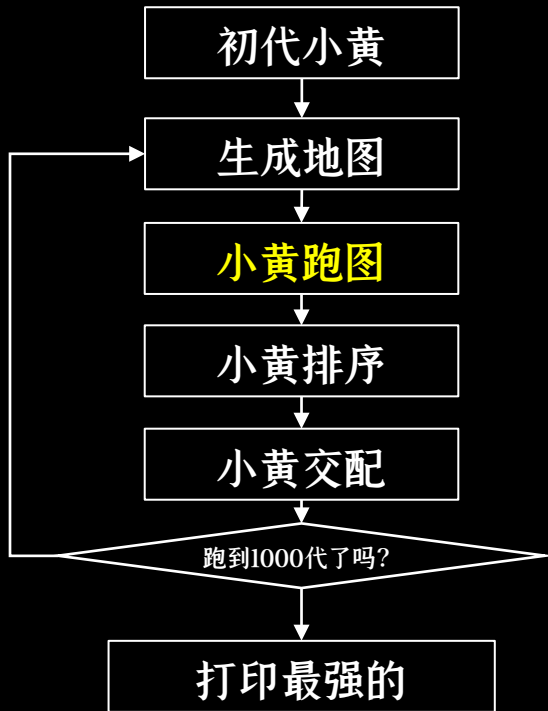 初代小黄
生成地图
小黄跑图
小黄排序
小黄交配
跑到1000代了吗?
打印最强的